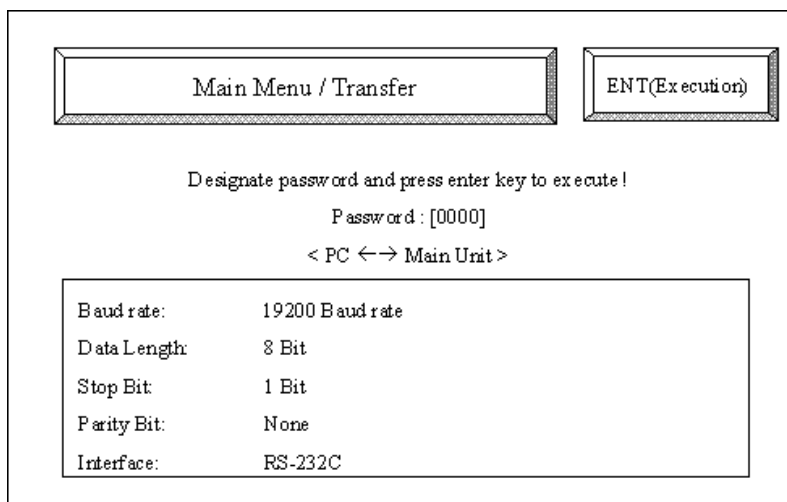 Main Menu / Transfer
ENT(Execution)
Designate password and press enter key to execute!
Password : [0000]
< PC ←→ Main Unit >
Baud rate: 19200 Baud rate
Data Length: 8 Bit
Stop Bit: 1 Bit
Parity Bit: None
Interface: RS-232C